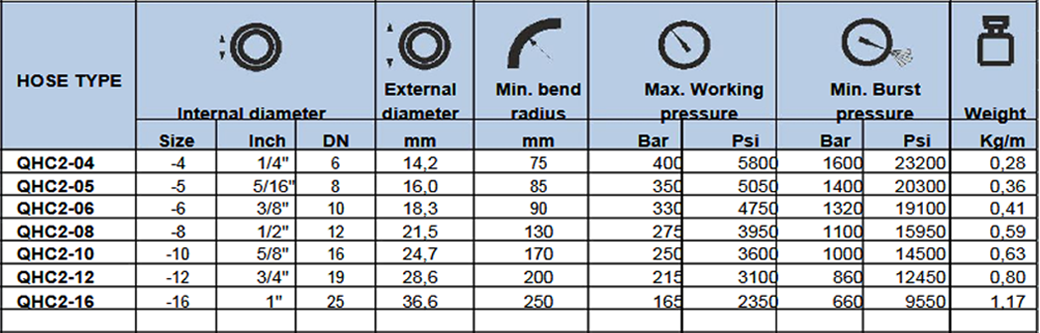 HOSE TYPE
External Min. bend Max. Working Min. Burst
Internal diameter diameter radius pressure pressure Weight
Size Inch DN mm mm Bar Psi Bar Psi Kg/m
QHC2-04 -4 1/4" 6 14,2 75 400 5800 1600 23200 0,28
QHC2-05 -5 5/16" 8 16,0 85 350 5050 1400 20300 0,36
QHC2-06 -6 3/8" 10 18,3 90 330 4750 1320 19100 0,41
QHC2-08 -8 1/2" 12 21,5 130 275 3950 1100 15950 0,59
QHC2-10 -10 5/8" 16 24,7 170 250 3600 1000 14500 0,63
QHC2-12 -12 3/4" 19 28,6 200 215 3100 860 12450 0,80
QHC2-16 -16 1" 25 36,6 250 165 2350 660 9550 1,17